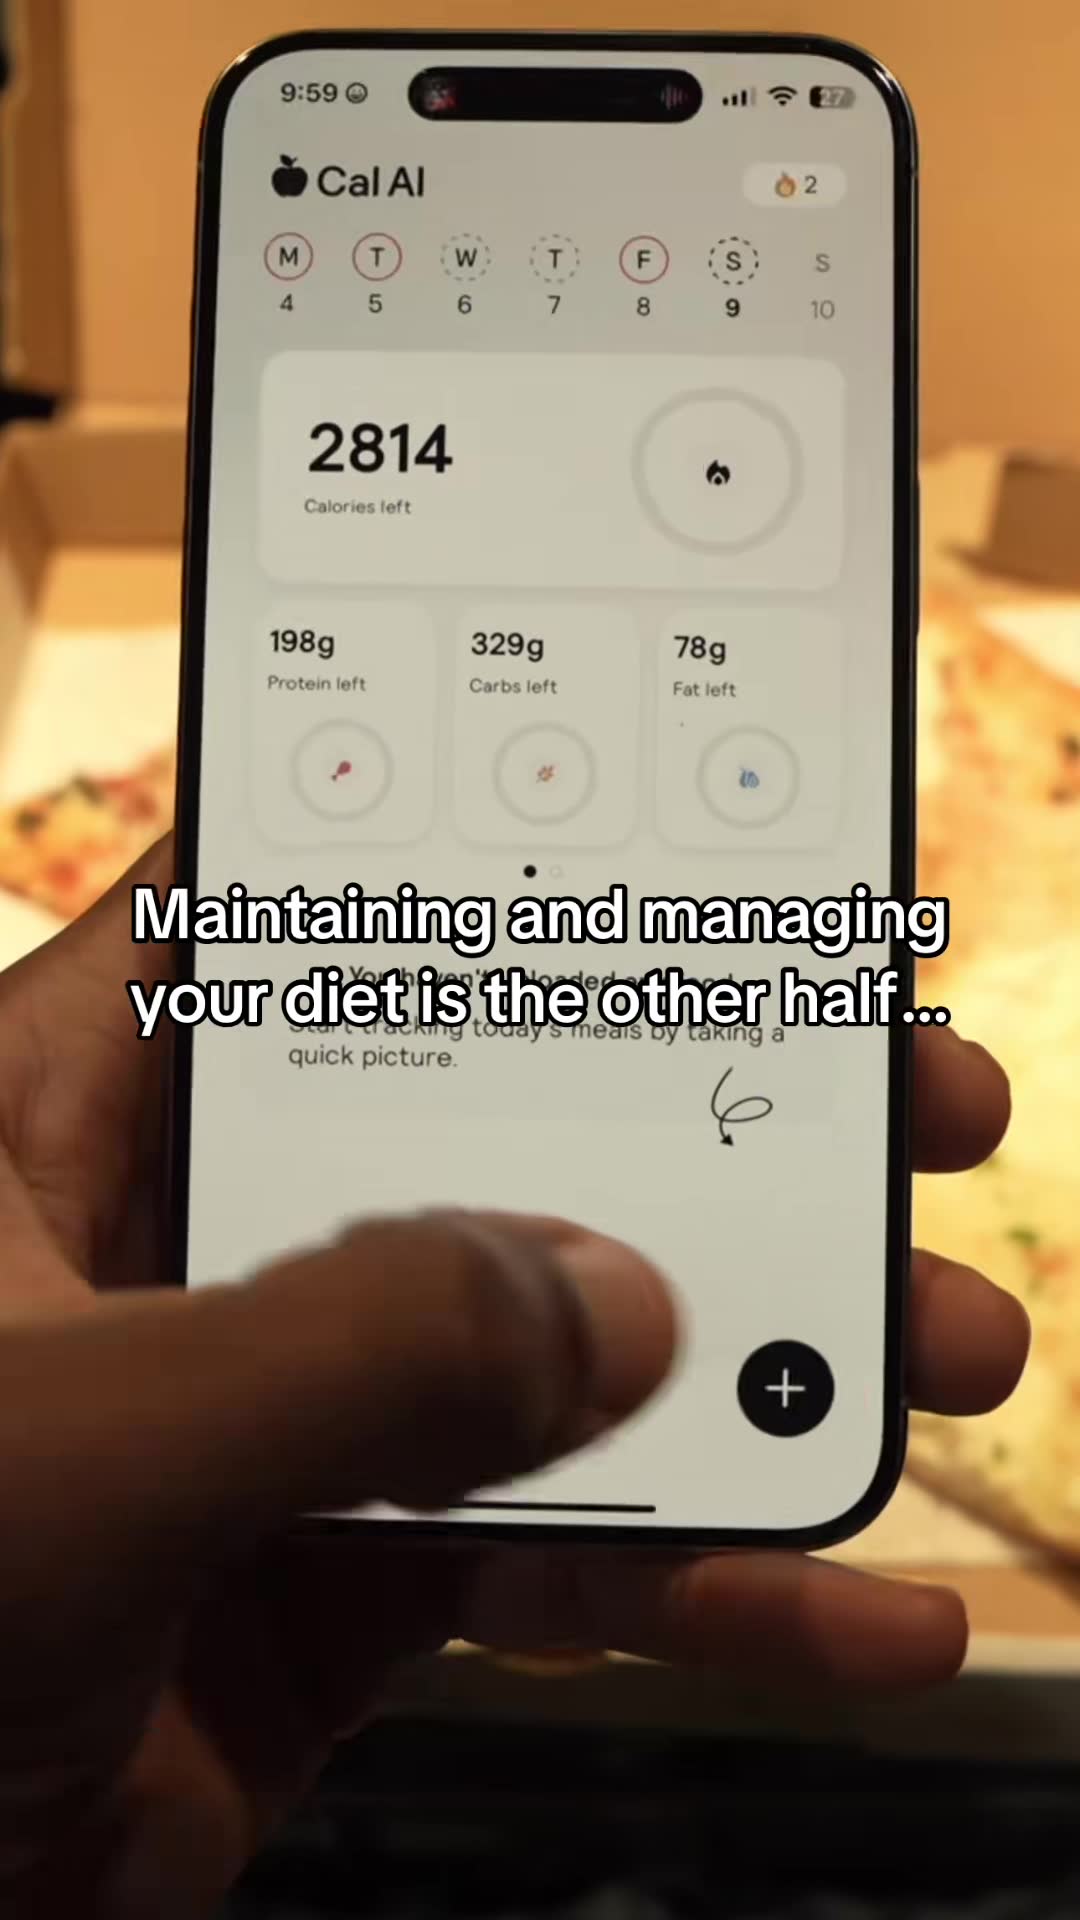 9:59
27
Cal AI
2
M T W T F S S
4 5 6 7 8 9 10
2814
Calories left
198g 329g 78g
Protein left Carbs left Fat left
Maintaining and managing
your diet is the other half...
Start tracking today's meals by taking a
quick picture.